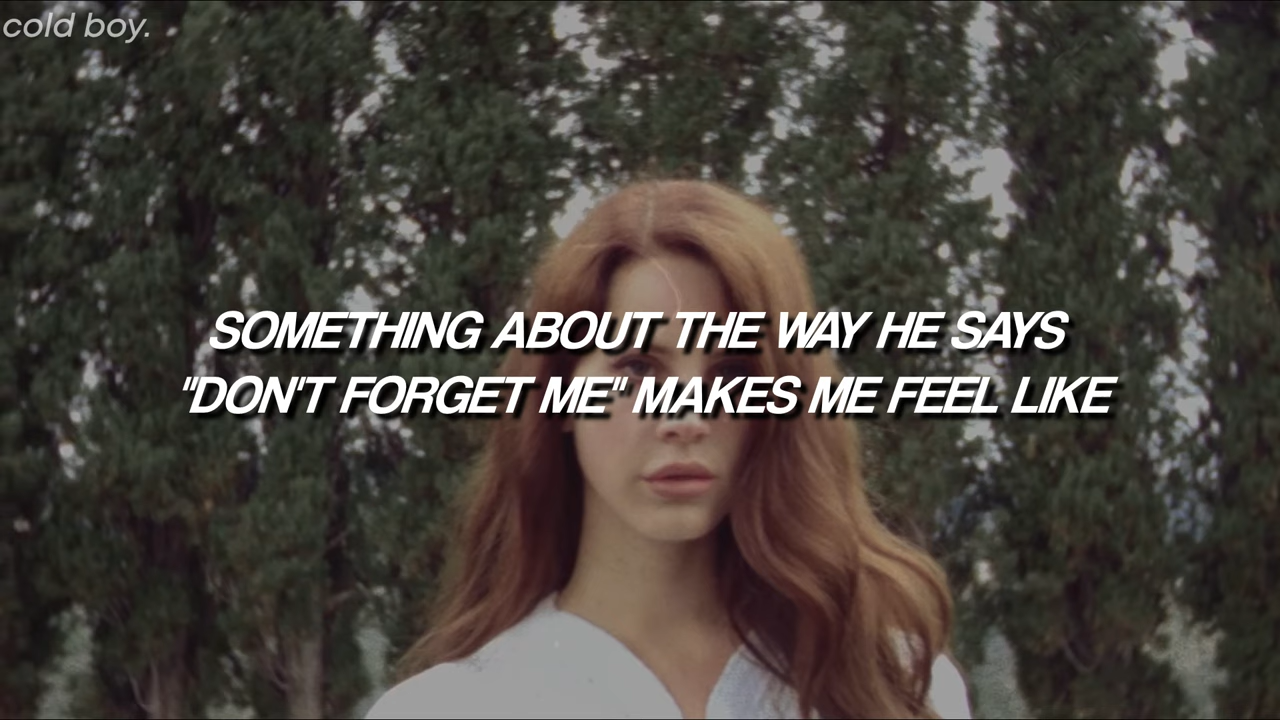 cold boy.
SOMETHING ABOUT THE WAY HE SAYS
"DON'T FORGET ME" MAKES ME FEEL LIKE